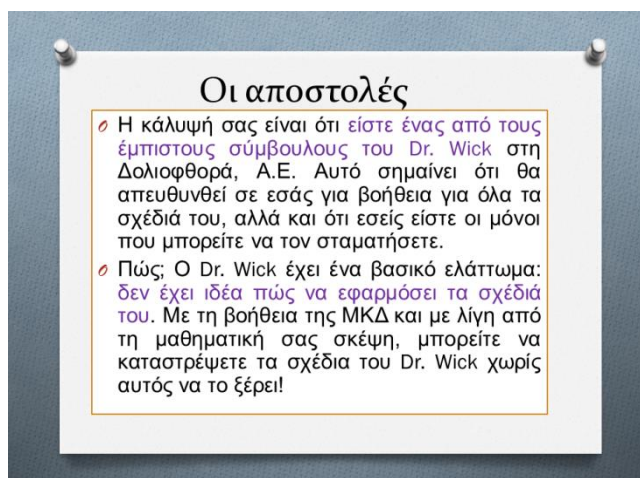 Οι αποστολές
Η κάλυψή σας είναι ότι είστε ένας από τους
έμπιστους σύμβουλους του Dr. Wick στη
Δολιοφθορά, Α.Ε. Αυτό σημαίνει ότι θα
απευθυνθεί σε εσάς για βοήθεια για όλα τα
σχέδιά του, αλλά και ότι εσείς είστε οι μόνοι
που μπορείτε να τον σταματήσετε.
Πώς; Ο Dr. Wick έχει ένα βασικό ελάττωμα:
δεν έχει ιδέα πώς να εφαρμόσει τα σχέδιά
του. Με τη βοήθεια της ΜΚΔ και με λίγη από
τη μαθηματική σας σκέψη, μπορείτε να
καταστρέψετε τα σχέδια του Dr. Wick χωρίς
αυτός να το ξέρει!